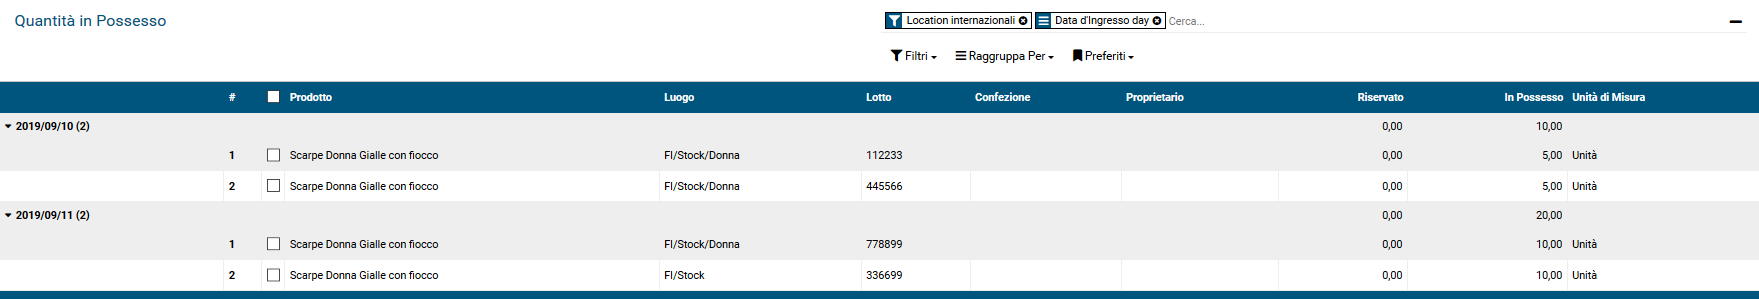 Quantità in Possesso
Location internazionali
Data d'Ingresso day
Cerca...
Filtri
Raggruppa Per
Preferiti
# Prodotto Luogo Lotto Confezione Proprietario Riservato In Possesso Unità di Misura
2019/09/10 (2) 0,00 10,00
1 Scarpe Donna Gialle con fiocco FI/Stock/Donna 112233 0,00 5,00 Unità
2 Scarpe Donna Gialle con fiocco FI/Stock/Donna 445566 0,00 5,00 Unità
2019/09/11 (2) 0,00 20,00
1 Scarpe Donna Gialle con fiocco FI/Stock/Donna 778899 0,00 10,00 Unità
2 Scarpe Donna Gialle con fiocco FI/Stock 336699 0,00 10,00 Unità